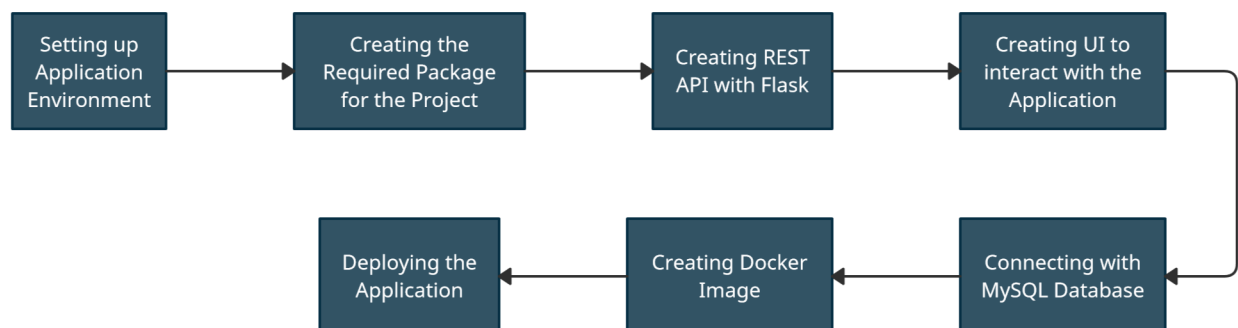 Setting up
Application
Environment
Creating the
Required Package
for the Project
Creating REST
API with Flask
Creating UI to
interact with the
Application
Connecting with
MySQL Database
Creating Docker
Image
Deploying the
Application